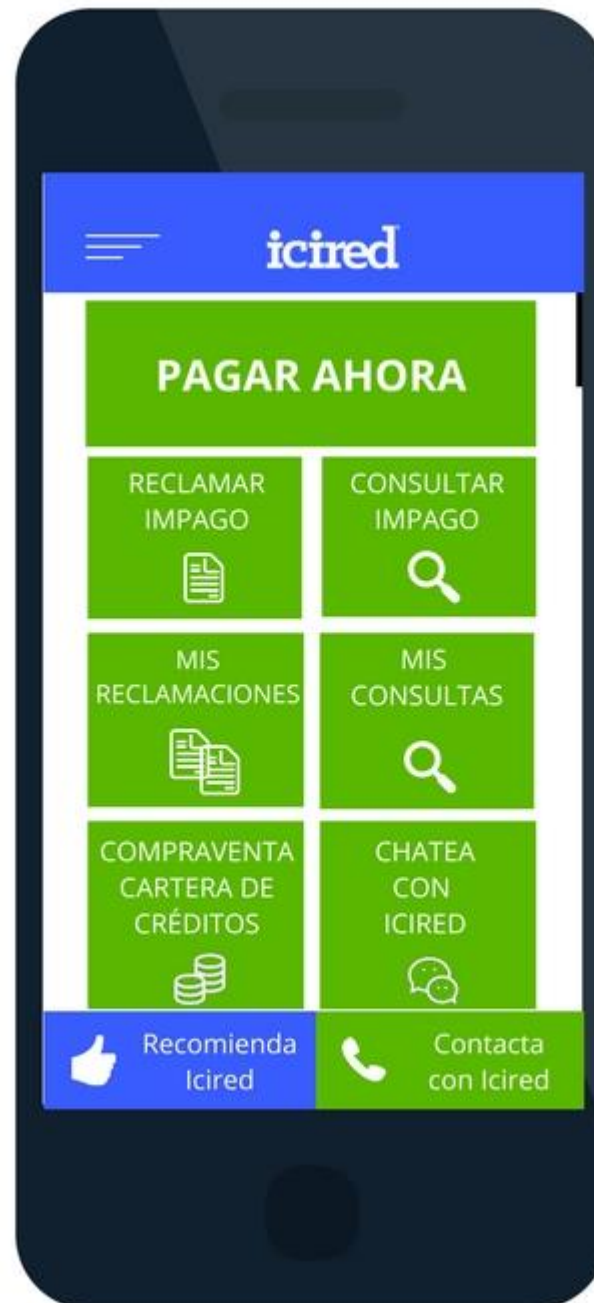 icired
PAGAR AHORA
RECLAMAR
IMPAGO
CONSULTAR
IMPAGO
MIS
RECLAMACIONES
MIS
CONSULTAS
COMPRAVENTA
CARTERA DE
CRÉDITOS
CHATEA
CON
ICIRED
Recomienda
Icired
Contacta
con Icired